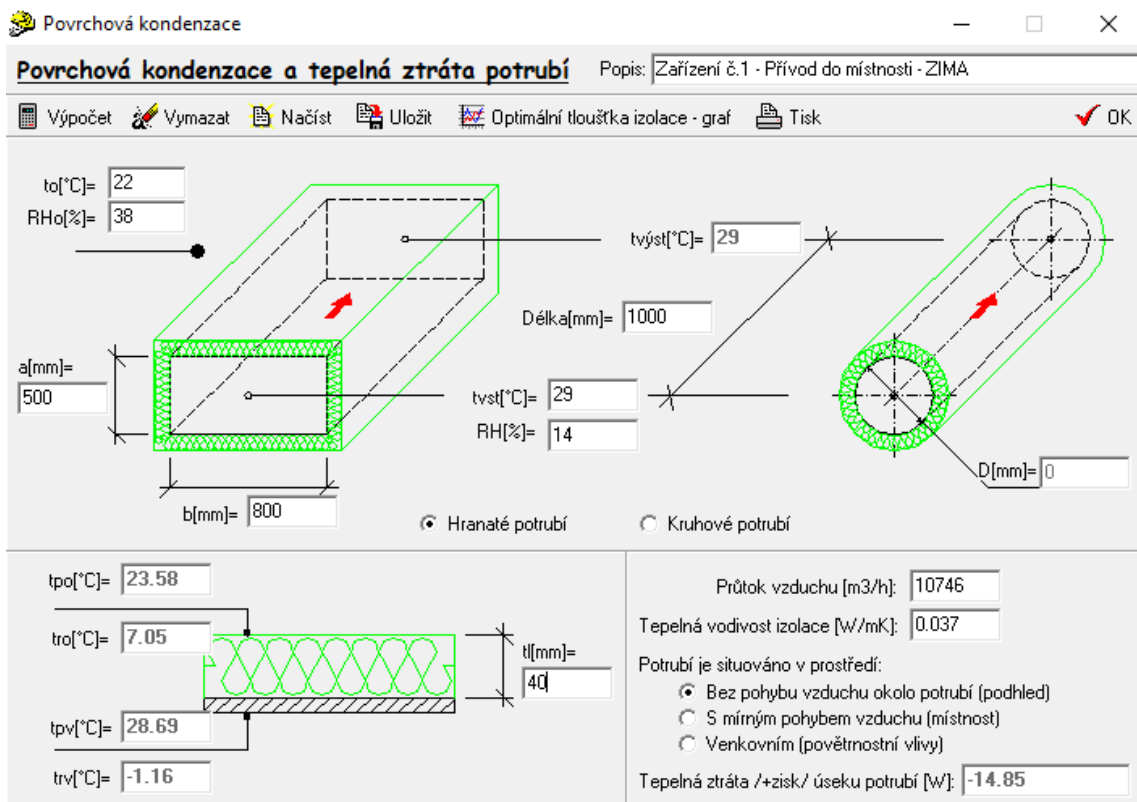 Povrchová kondenzace
Povrchová kondenzace a tepelná ztráta potrubí Popis: Zařízení č.1 - Přívod do místnosti - ZIMA
Výpočet Vymazat Načíst Uložit Optimální tloušťka izolace - graf Tisk OK
to[°C]= 22
RHo[%]= 38
tvýst[°C]= 29
Délka[mm]= 1000
a[mm]=
500
tvst[°C]= 29
RH[%]= 14
D[mm]= 0
b[mm]= 800
Hranaté potrubí Kruhové potrubí
tpo[°C]= 23.58
tro[°C]= 7.05
tl[mm]=
40
tpv[°C]= 28.69
trv[°C]= -1.16
Průtok vzduchu [m3/h]: 10746
Tepelná vodivost izolace [W/mK]: 0.037
Potrubí je situováno v prostředí:
Bez pohybu vzduchu okolo potrubí (podhled)
S mírným pohybem vzduchu (místnost)
Venkovním (povětrnostní vlivy)
Tepelná ztráta /+zisk/ úseku potrubí [W]: -14.85